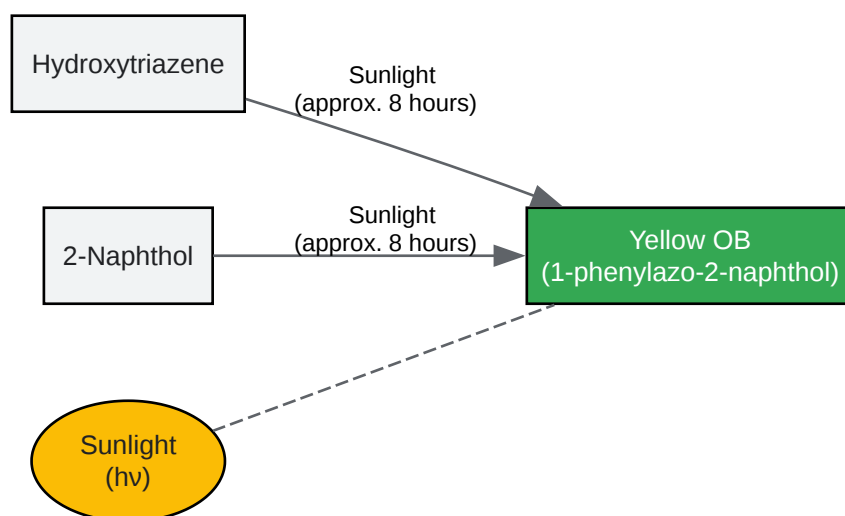 Hydroxytriazene
Sunlight
(approx. 8 hours)
2-Naphthol
Sunlight
(approx. 8 hours)
Yellow OB
(1-phenylazo-2-naphthol)
Sunlight
(hν)